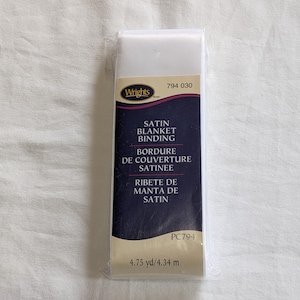 Wrights
794 030
SATIN
BLANKET
BINDING
BORDURE
DE COUVERTURE
SATINEE
RIBETE DE
MANTA DE
SATIN
PC794
4.75 yd/4.34 m